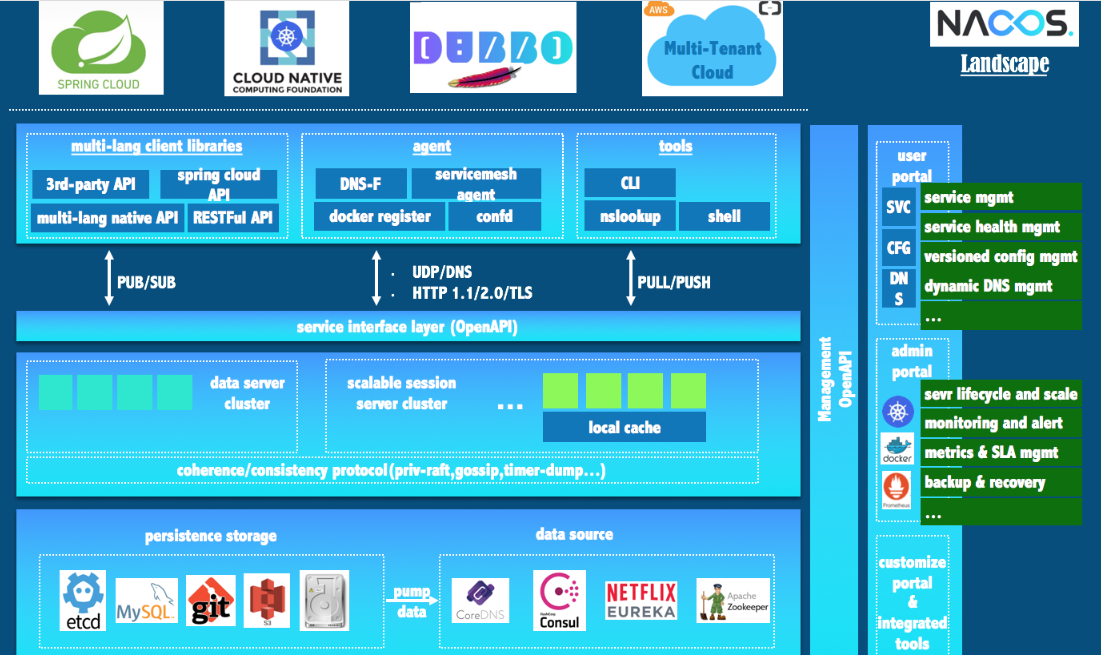 SPRING CLOUD
CLOUD NATIVE
COMPUTING FOUNDATION
DUBBO
AWS
Multi-Tenant
Cloud
NACOS.
Landscape
multi-lang client libraries
3rd-party API
spring cloud
API
multi-lang native API
RESTFul API
agent
DNS-F
servicemesh
agent
docker register
confd
tools
CLI
nslookup
shell
PUB/SUB
· UDP/DNS
· HTTP 1.1/2.0/TLS
PULL/PUSH
service interface layer (OpenAPI)
data server
cluster
scalable session
server cluster
...
local cache
coherence/consistency protocol(priv-raft,gossip,timer-dump...)
persistence storage
etcd
MySQL.
git
S3
pump
data
data source
CoreDNS
HashiCorp
Consul
NETFLIX
EUREKA
Apache
Zookeeper
Management
OpenAPI
user
portal
SVC
CFG
DN
S
service mgmt
service health mgmt
versioned config mgmt
dynamic DNS mgmt
...
admin
portal
docker
Prometheus
sevr lifecycle and scale
monitoring and alert
metrics & SLA mgmt
backup & recovery
...
customize
portal
&
integrated
tools